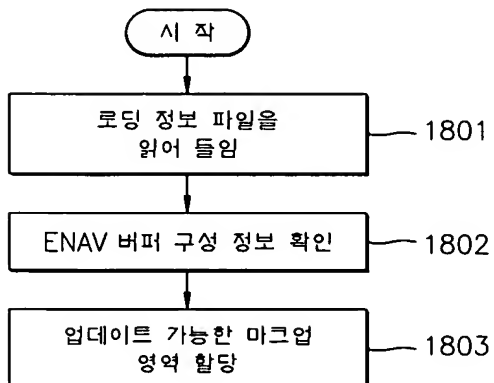 시 작
로딩 정보 파일을
읽어 들임
1801
ENAV 버퍼 구성 정보 확인
1802
업데이트 가능한 마크업
영역 할당
1803